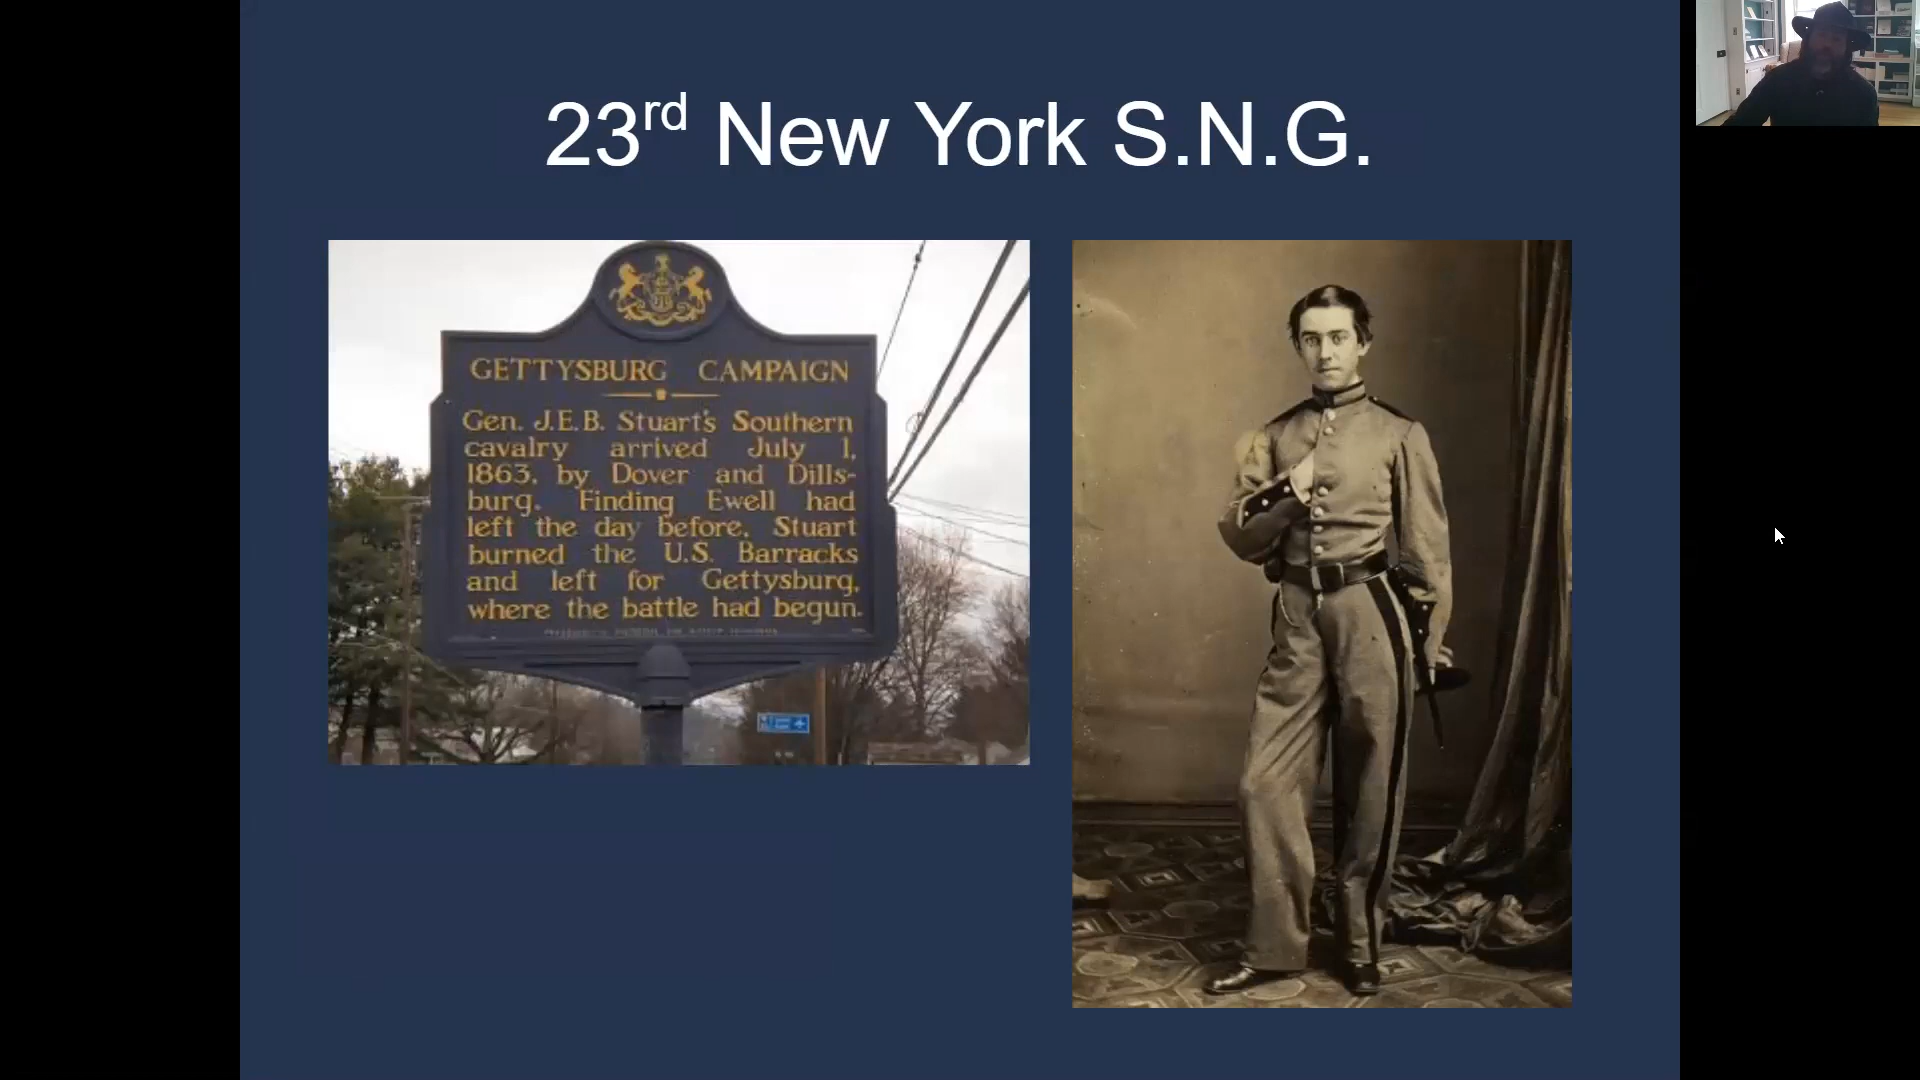 23rd New York S.N.G.
GETTYSBURG CAMPAIGN
Gen. J.E.B. Stuart's Southern
cavalry arrived July 1,
1863, by Dover and Dills-
burg. Finding Ewell had
left the day before, Stuart
burned the U.S. Barracks
and left for Gettysburg,
where the battle had begun.